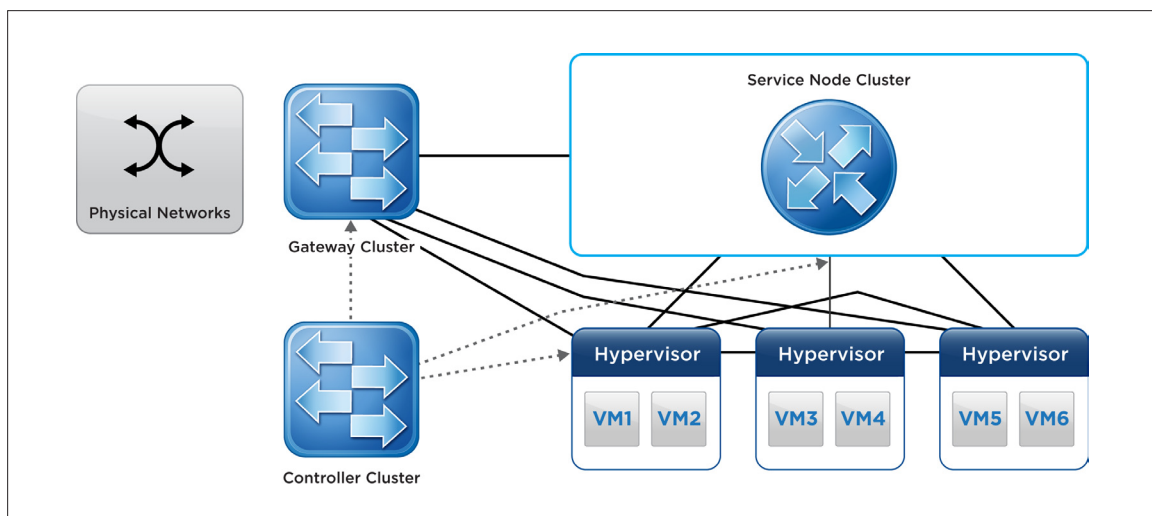 Service Node Cluster
Physical Networks
Gateway Cluster
Hypervisor
Hypervisor
Hypervisor
VM1
VM2
VM3
VM4
VM5
VM6
Controller Cluster